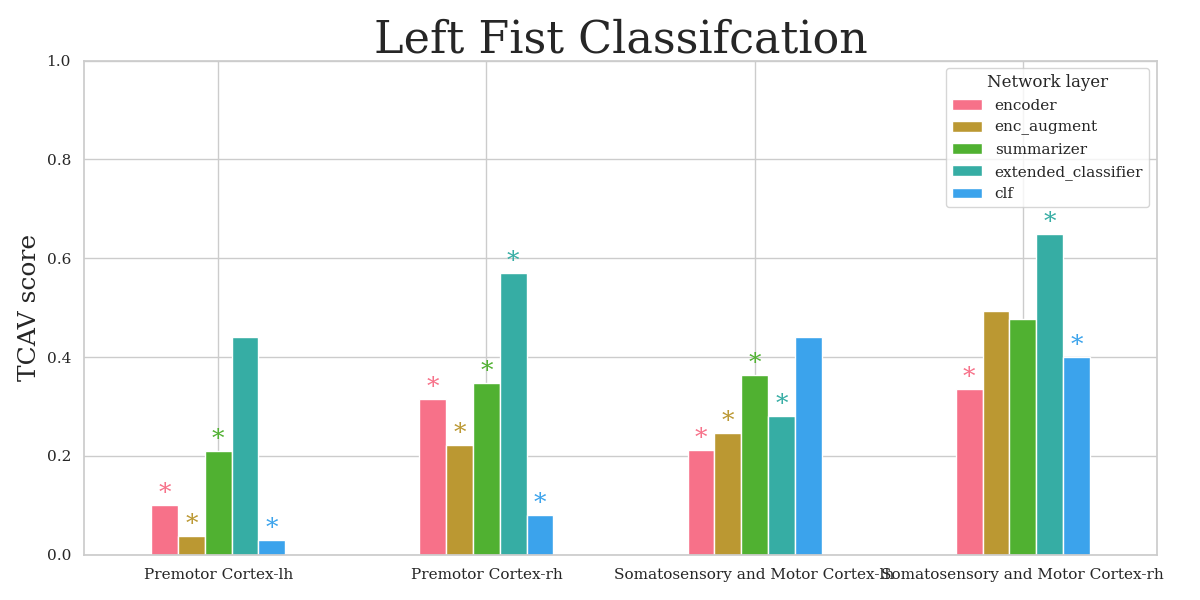 Left Fist Classifcation
TCAV score
1.0
0.8
0.6
0.4
0.2
0.0
Network layer
encoder
enc_augment
summarizer
extended_classifier
clf
* * * *
* * * * *
* * * *
* * *
Premotor Cortex-lh
Premotor Cortex-rh
Somatosensory and Motor Cortex-lh
Somatosensory and Motor Cortex-rh